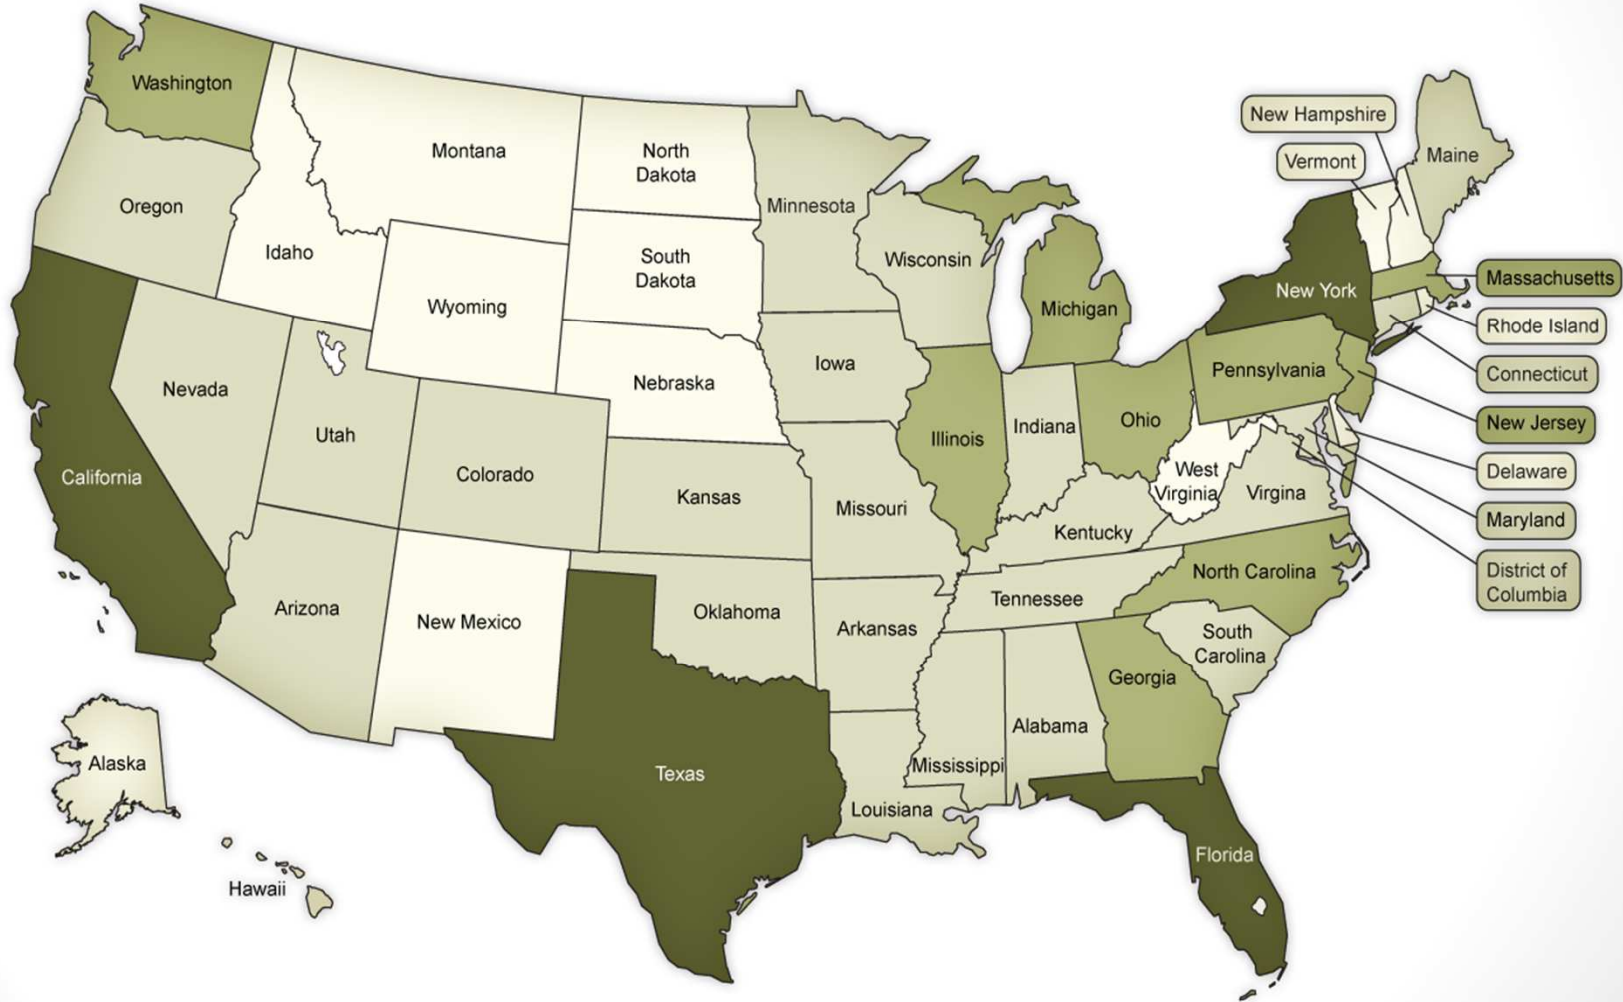 Washington
Oregon
California
Idaho
Nevada
Montana
Wyoming
Utah
Arizona
Colorado
New Mexico
North
Dakota
South
Dakota
Nebraska
Kansas
Oklahoma
Texas
Minnesota
Iowa
Missouri
Arkansas
Louisiana
Wisconsin
Illinois
Michigan
Indiana
Ohio
Kentucky
Tennessee
Mississippi
Alabama
Georgia
Florida
South
Carolina
North Carolina
Virgina
West
Virginia
Pennsylvania
New York
Maine
New Hampshire
Vermont
Massachusetts
Rhode Island
Connecticut
New Jersey
Delaware
Maryland
District of
Columbia
Alaska
Hawaii